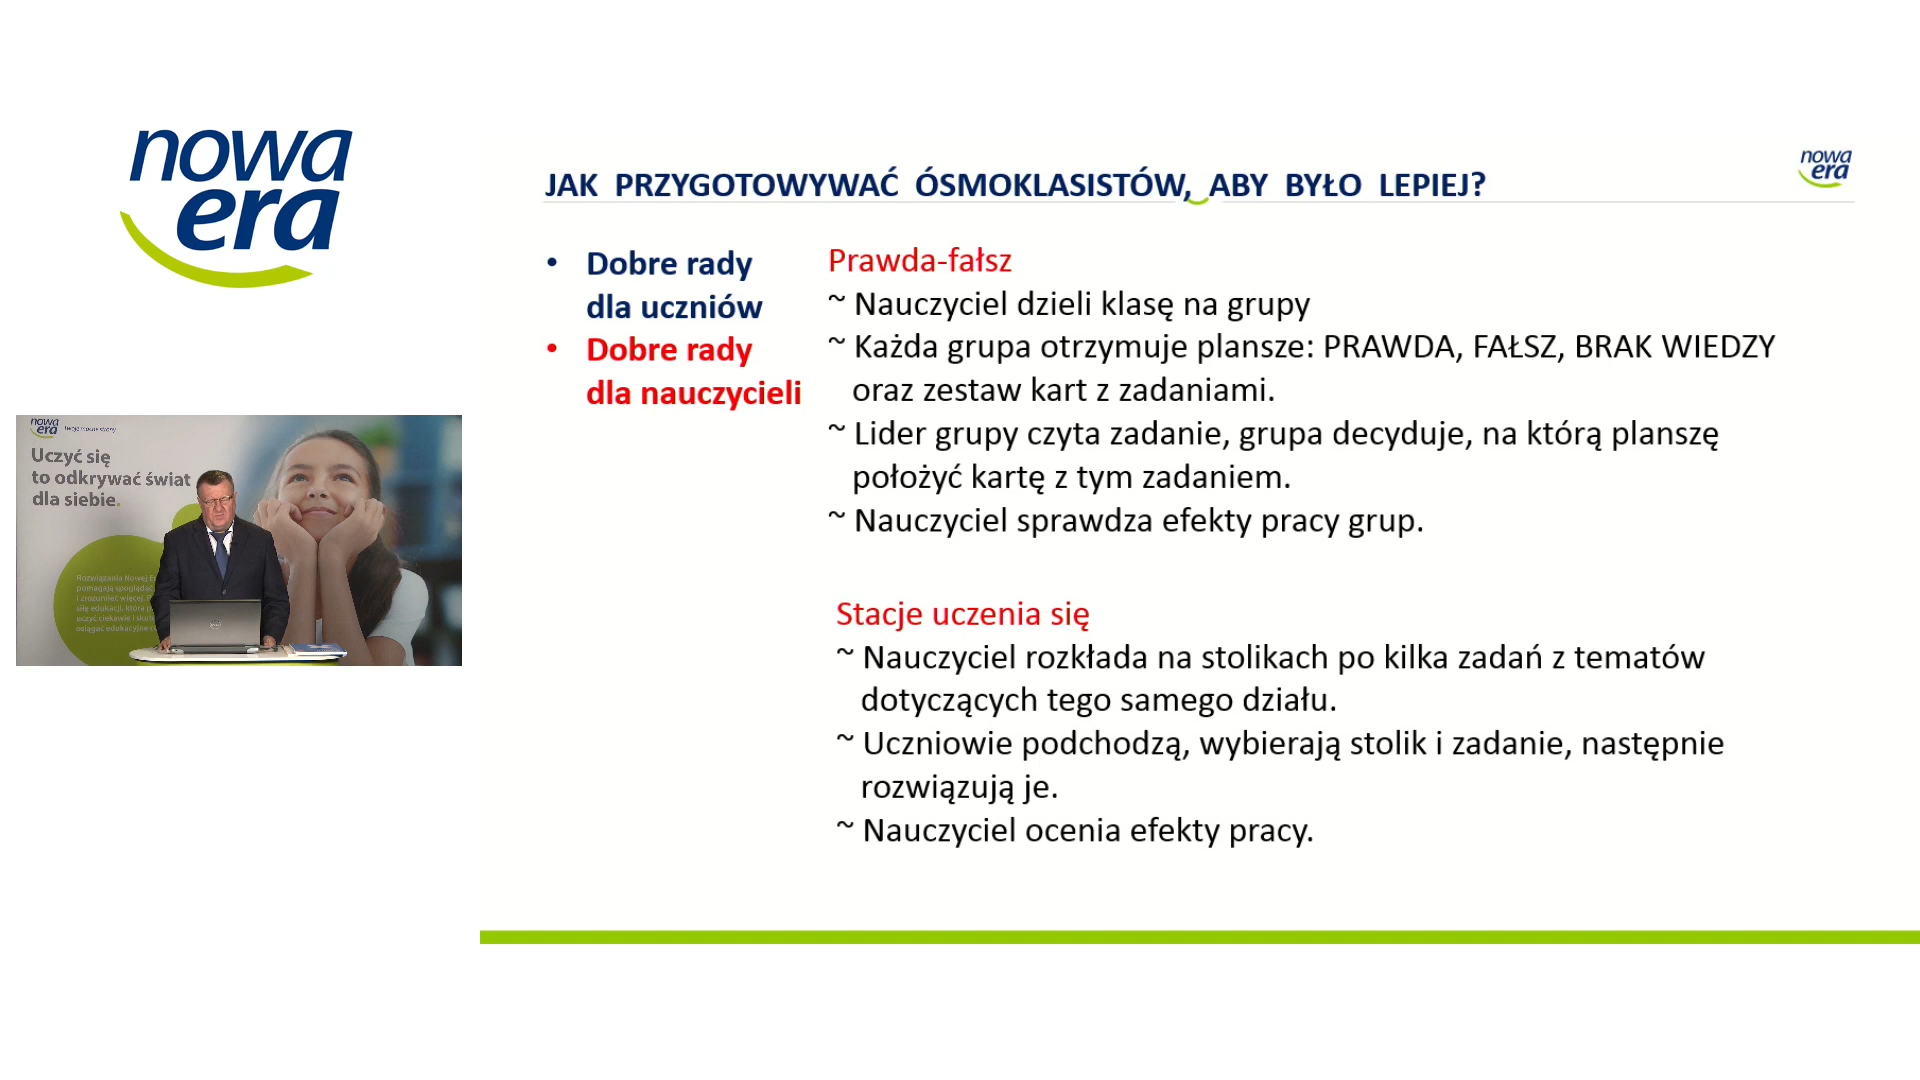 nowa
era
nowa
era
Uczyć się
to odkrywać świat
dla siebie.
nowa
era
JAK PRZYGOTOWYWAĆ ÓSMOKLASISTÓW, ABY BYŁO LEPIEJ?
• Dobre rady
dla uczniów
• Dobre rady
dla nauczycieli
Prawda-fałsz
~ Nauczyciel dzieli klasę na grupy
~ Każda grupa otrzymuje plansze: PRAWDA, FAŁSZ, BRAK WIEDZY
oraz zestaw kart z zadaniami.
~ Lider grupy czyta zadanie, grupa decyduje, na którą planszę
położyć kartę z tym zadaniem.
~ Nauczyciel sprawdza efekty pracy grup.
Stacje uczenia się
~ Nauczyciel rozkłada na stolikach po kilka zadań z tematów
dotyczących tego samego działu.
~ Uczniowie podchodzą, wybierają stolik i zadanie, następnie
rozwiązują je.
~ Nauczyciel ocenia efekty pracy.